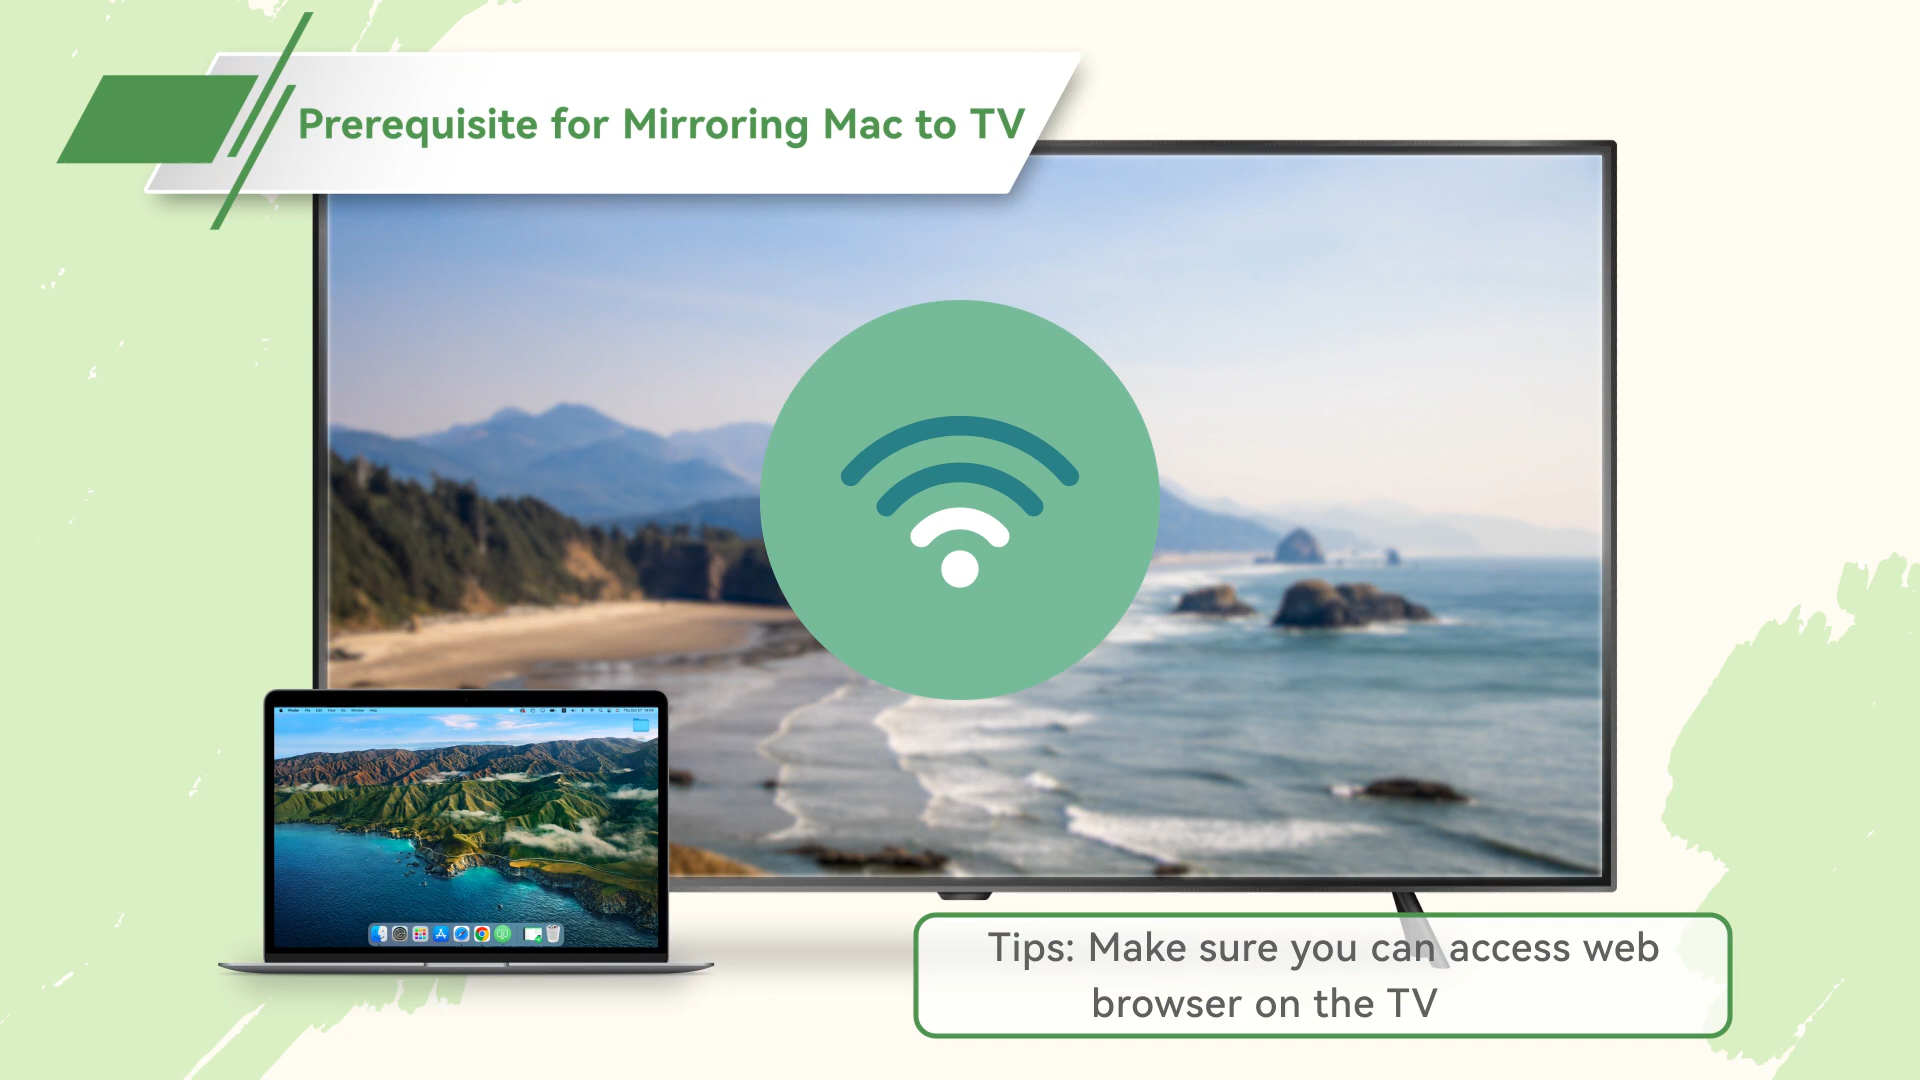 Prerequisite for Mirroring Mac to TV
Tips: Make sure you can access web
browser on the TV